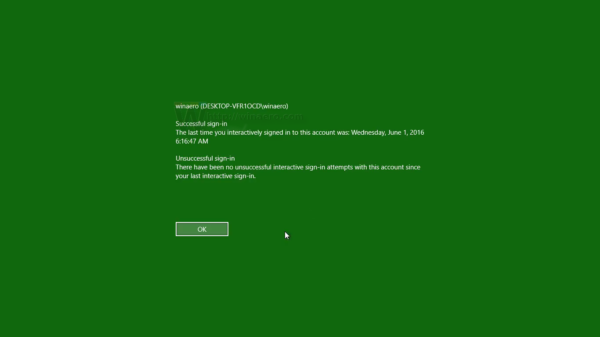 winaero (DESKTOP-VFR1OCD\winaero)
Successful sign-in
The last time you interactively signed in to this account was: Wednesday, June 1, 2016
6:16:47 AM
Unsuccessful sign-in
There have been no unsuccessful interactive sign-in attempts with this account since
your last interactive sign-in.
OK